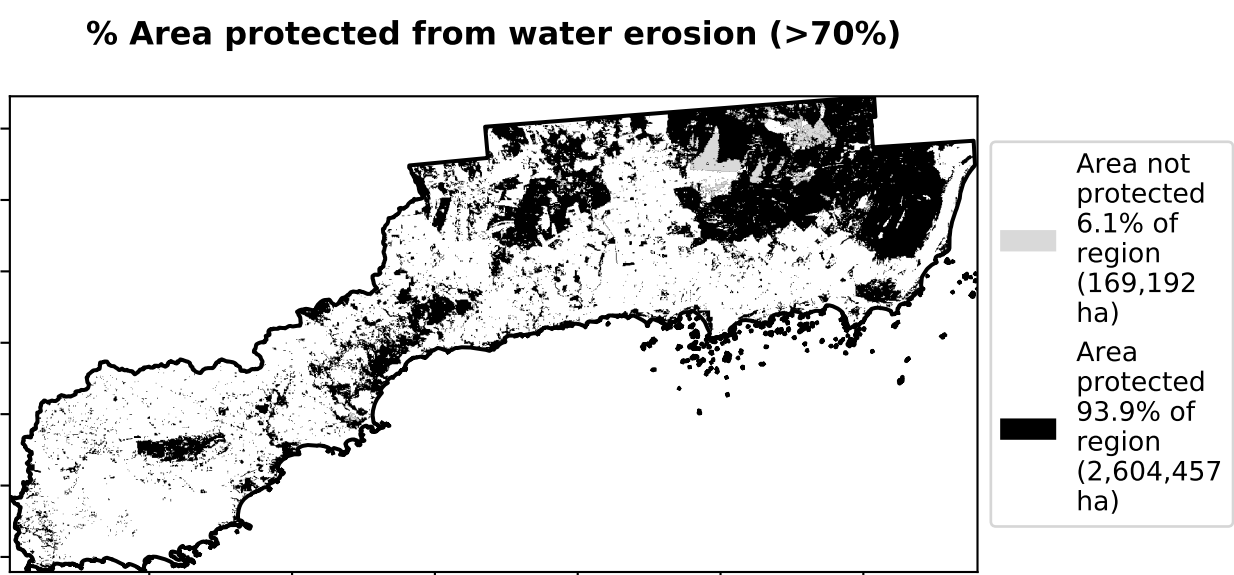 % Area protected from water erosion (>70%)
Area not
protected
6.1% of
region
(169,192
ha)
Area
protected
93.9% of
region
(2,604,457
ha)